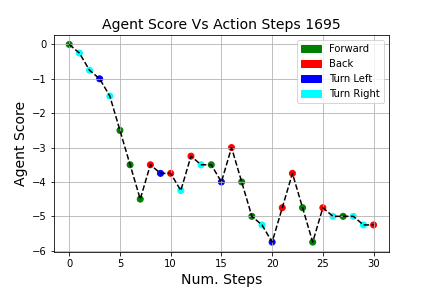 Agent Score Vs Action Steps 1695
Forward
Back
Turn Left
Turn Right
Agent Score
0
−1
−2
−3
−4
−5
−6
0 5 10 15 20 25 30
Num. Steps